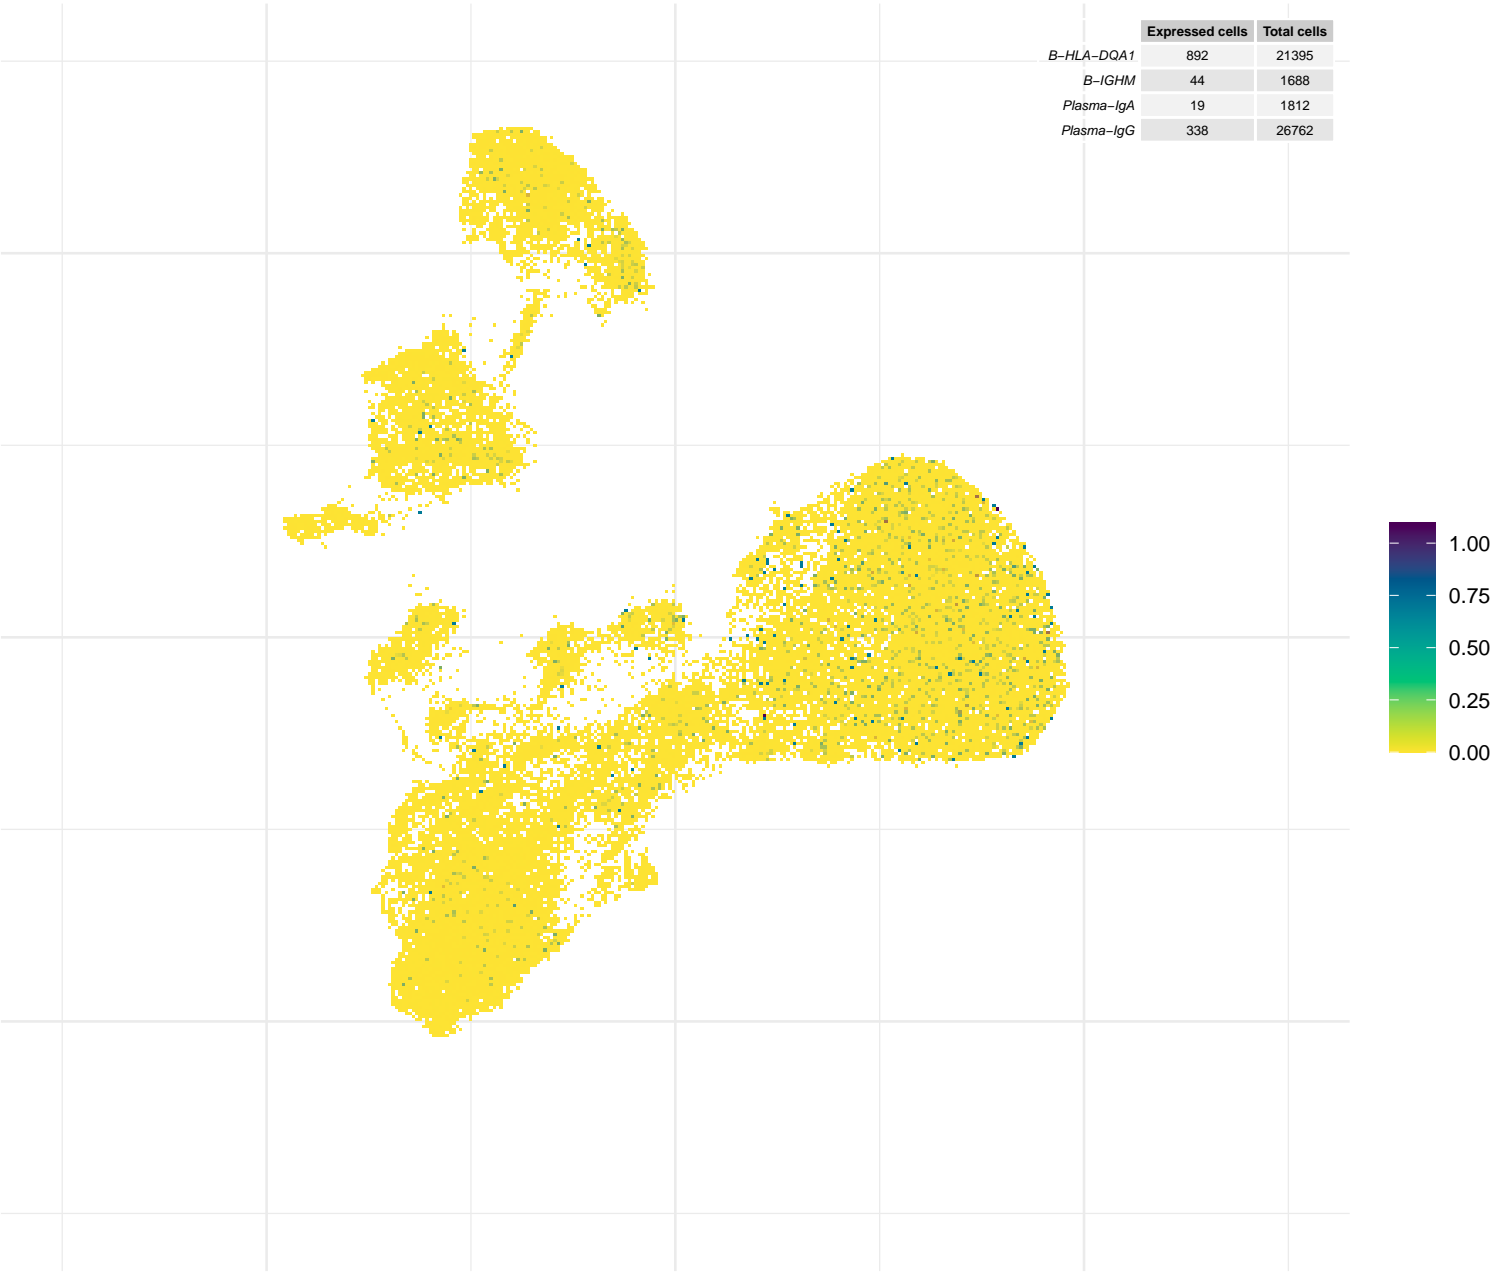 Expressed cells Total cells
B−HLA−DQA1 892 21395
B−IGHM 44 1688
Plasma−IgA 19 1812
Plasma−IgG 338 26762
1.00
0.75
0.50
0.25
0.00